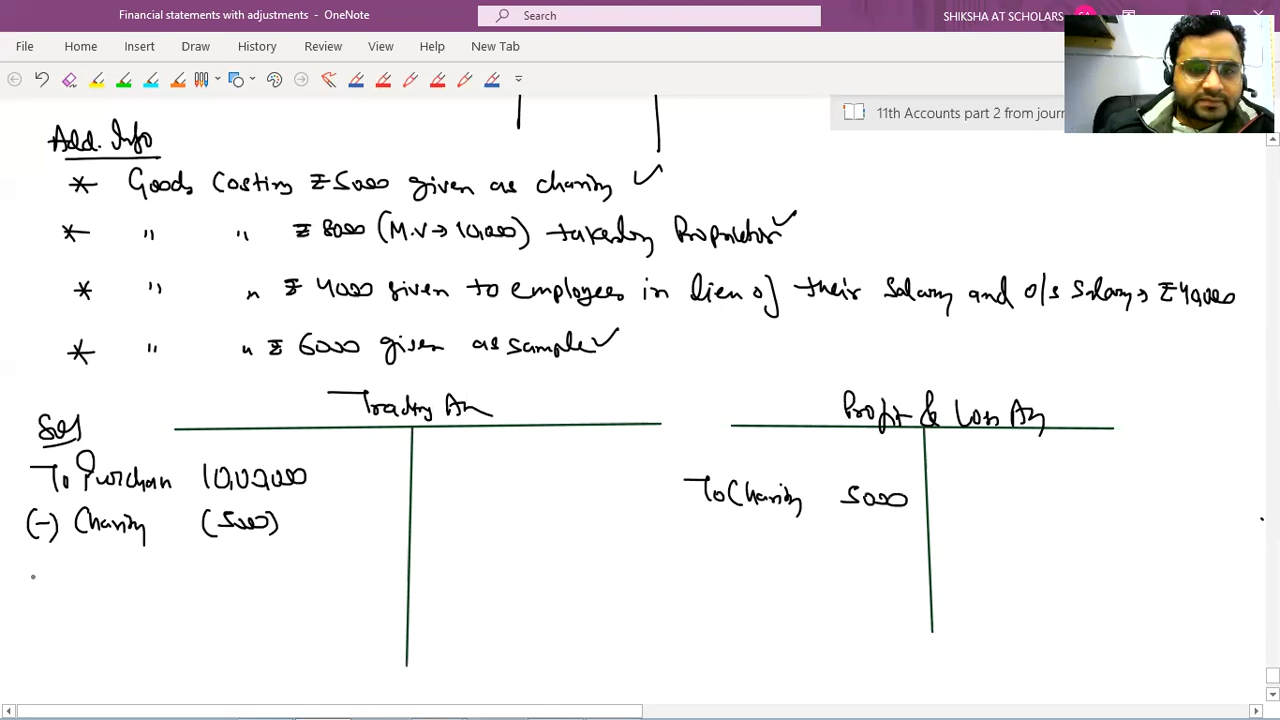 Financial statements with adjustments - OneNote
Search
SHIKSHA AT SCHOLARS
File Home Insert Draw History Review View Help New Tab
11th Accounts part 2 from journ
Add. Info
* Goods Costing ₹5000 given as charity ✓
* " " ₹ 8000 (M.V→10,000) taken by Proprietor ✓
* " " ₹ 4000 given to employees in lieu of their Salary and o/s Salary→ ₹40,000
* " " ₹ 6000 given as sample ✓
Sol
Trading A/c
Profit & Loss A/c
To Purchases 10,00,000
(-) Charity (5000)
To Charity 5000